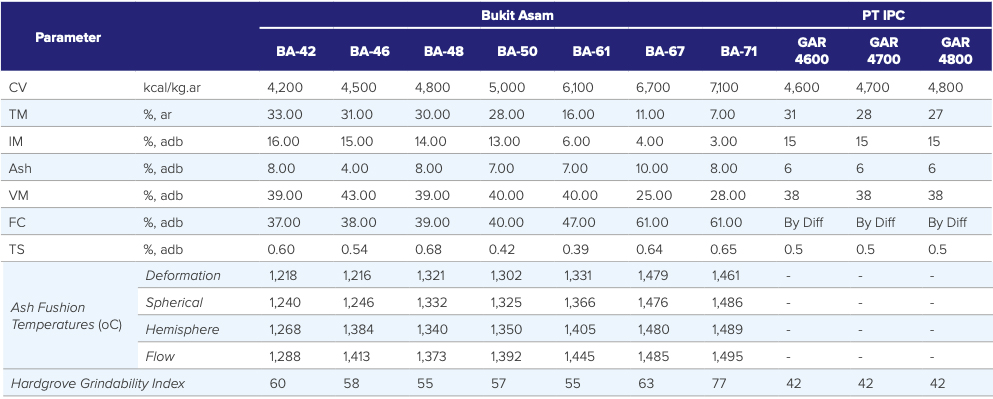 Parameter Bukit Asam PT IPC
BA-42 BA-46 BA-48 BA-50 BA-61 BA-67 BA-71 GAR 4600 GAR 4700 GAR 4800
CV kcal/kg.ar 4,200 4,500 4,800 5,000 6,100 6,700 7,100 4,600 4,700 4,800
TM %, ar 33.00 31.00 30.00 28.00 16.00 11.00 7.00 31 28 27
IM %, adb 16.00 15.00 14.00 13.00 6.00 4.00 3.00 15 15 15
Ash %, adb 8.00 4.00 8.00 7.00 7.00 10.00 8.00 6 6 6
VM %, adb 39.00 43.00 39.00 40.00 40.00 25.00 28.00 38 38 38
FC %, adb 37.00 38.00 39.00 40.00 47.00 61.00 61.00 By Diff By Diff By Diff
TS %, adb 0.60 0.54 0.68 0.42 0.39 0.64 0.65 0.5 0.5 0.5
Ash Fushion Temperatures (oC)
Deformation 1,218 1,216 1,321 1,302 1,331 1,479 1,461 - - -
Spherical 1,240 1,246 1,332 1,325 1,366 1,476 1,486 - - -
Hemisphere 1,268 1,384 1,340 1,350 1,405 1,480 1,489 - - -
Flow 1,288 1,413 1,373 1,392 1,445 1,485 1,495 - - -
Hardgrove Grindability Index 60 58 55 57 55 63 77 42 42 42